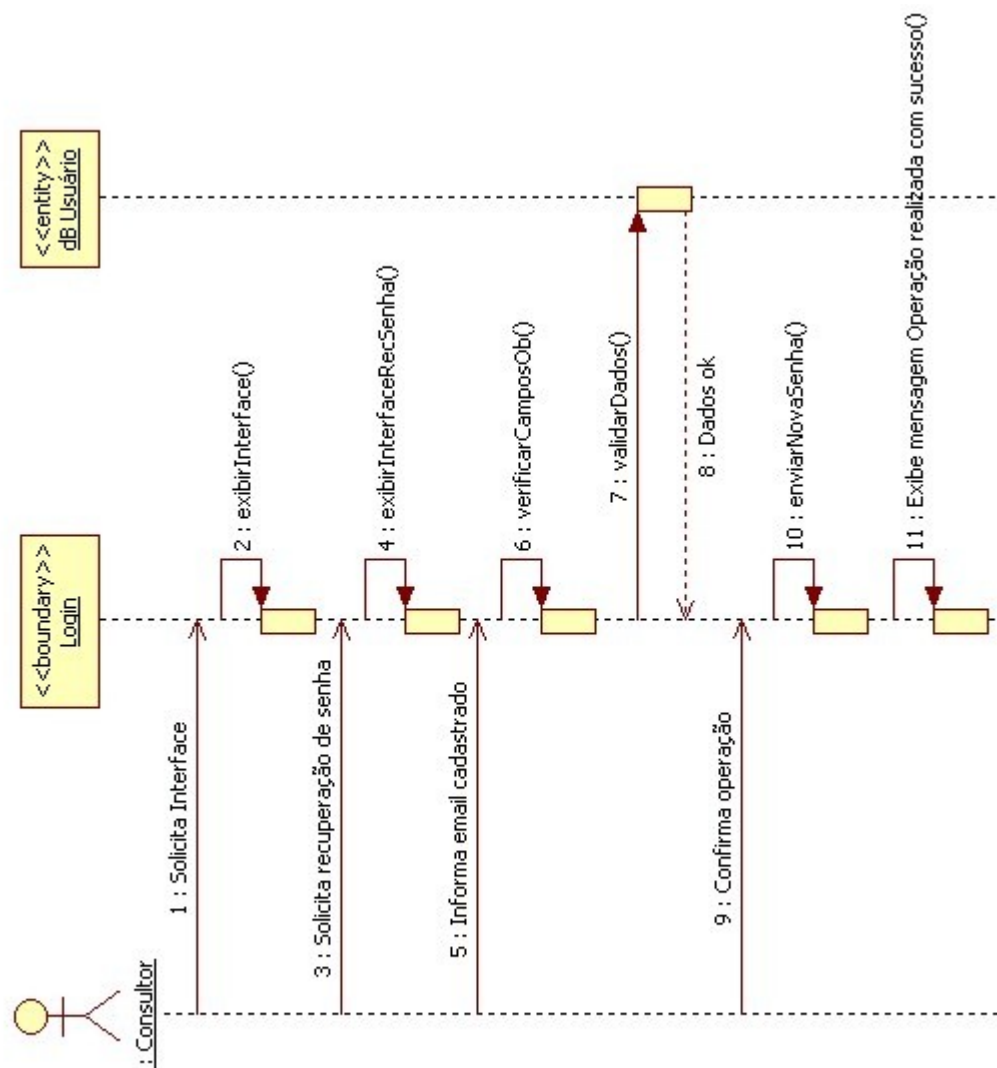 : Consultor
<<boundary>>
Login
<<entity>>
dB Usuário
1 : Solicita Interface
2 : exibirInterface()
3 : Solicita recuperação de senha
4 : exibirInterfaceRecSenha()
5 : Informa email cadastrado
6 : verificarCamposOb()
7 : validarDados()
8 : Dados ok
9 : Confirma operação
10 : enviarNovaSenha()
11 : Exibe mensagem Operação realizada com sucesso()